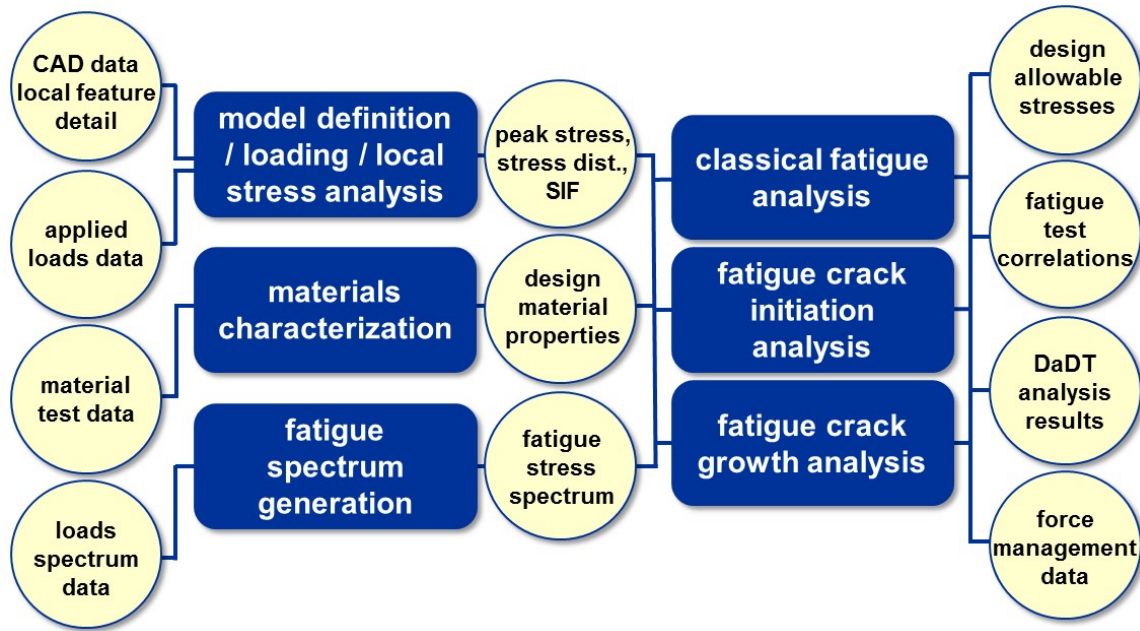 CAD data
local feature
detail
applied
loads data
material
test data
loads
spectrum
data
model definition
/ loading / local
stress analysis
materials
characterization
fatigue
spectrum
generation
peak stress,
stress dist.,
SIF
design
material
properties
fatigue
stress
spectrum
classical fatigue
analysis
fatigue crack
initiation
analysis
fatigue crack
growth analysis
design
allowable
stresses
fatigue
test
correlations
DaDT
analysis
results
force
management
data